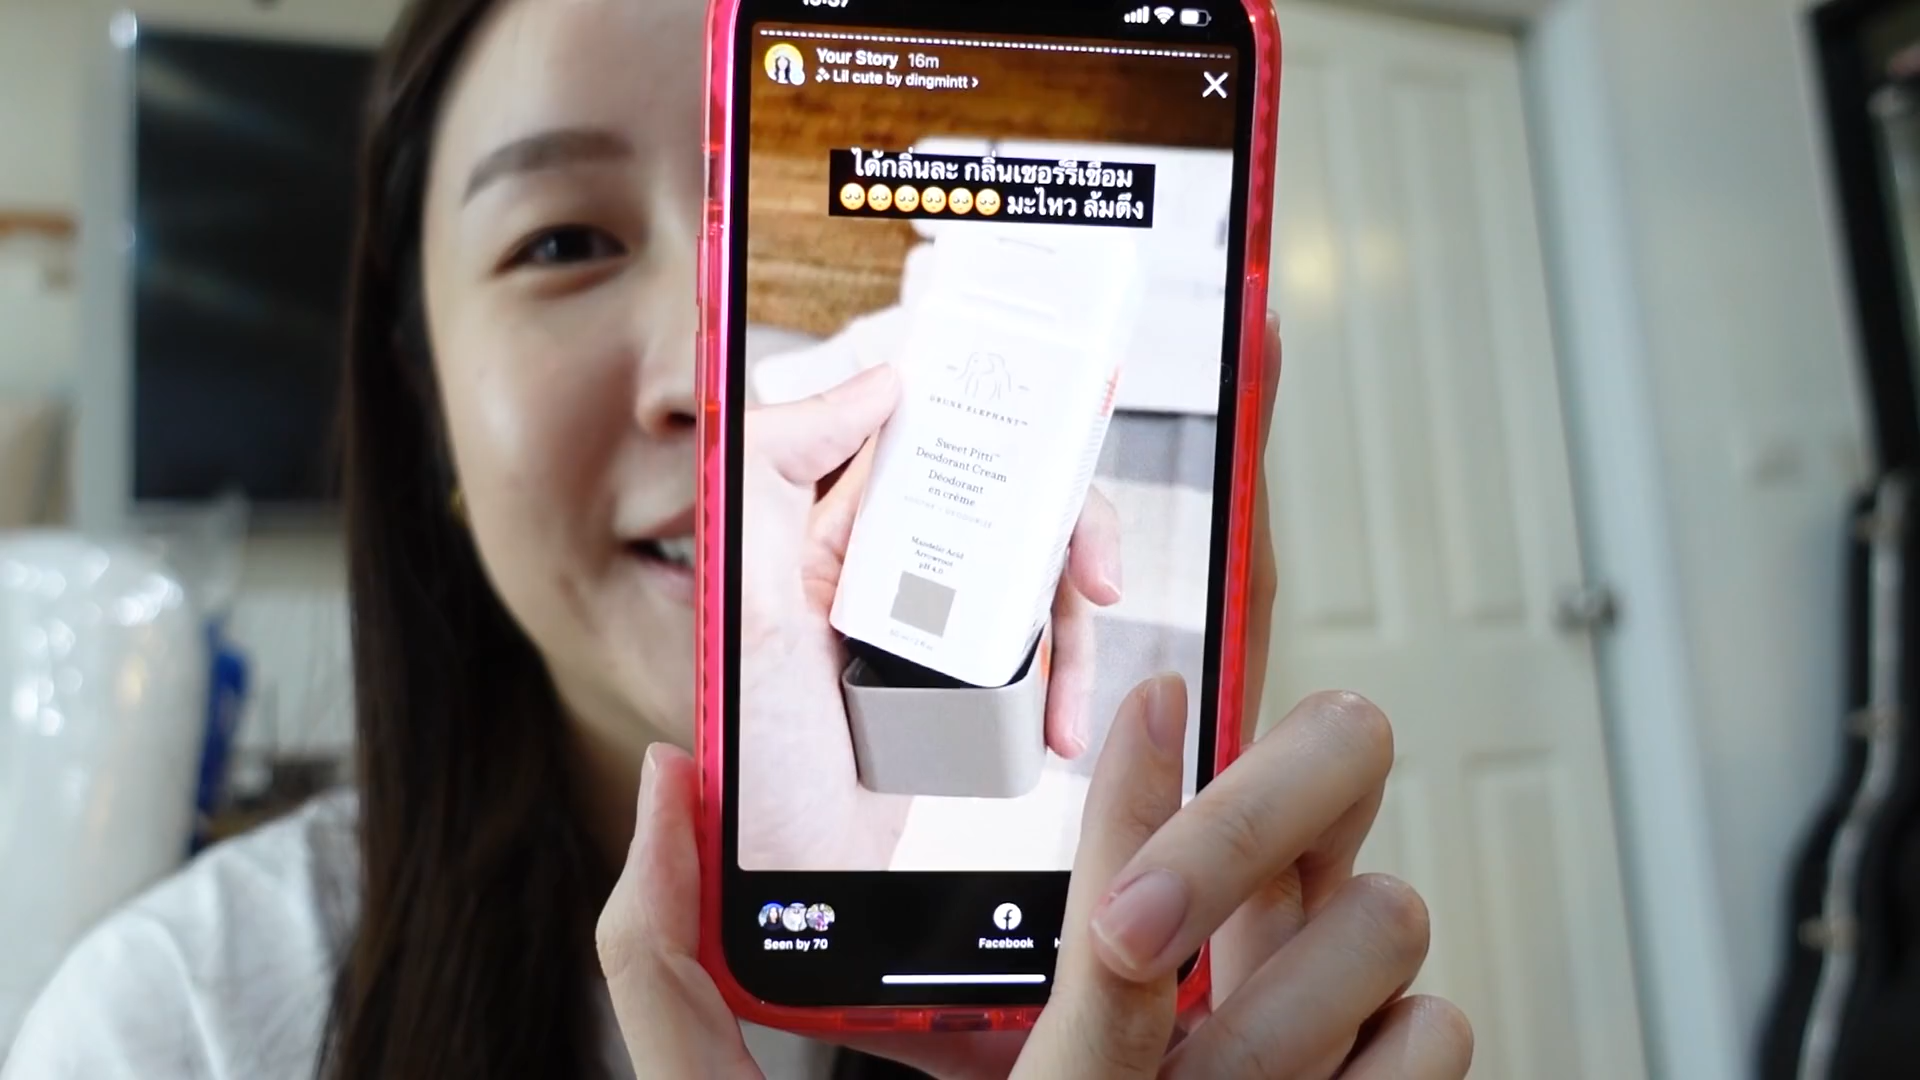 Your Story 16m
Lil cute by dingmintt >
ได้กลิ่นละ กลิ่นเชอร์รี่เชื่อม
🥺🥺🥺🥺🥺🥺 มะไหว ล้มตึง
DRUNK ELEPHANT™
Sweet Pitti™
Deodorant Cream
Déodorant
en crème
Mandelic Acid
Arrowroot
pH 4.0
Seen by 70
Facebook